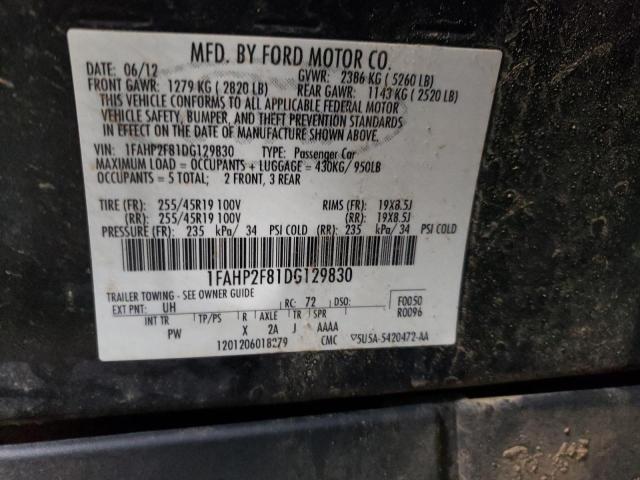 MFD. BY FORD MOTOR CO.
DATE: 06/12 GVWR: 2386 KG ( 5260 LB)
FRONT GAWR: 1279 KG ( 2820 LB) REAR GAWR: 1143 KG ( 2520 LB)
THIS VEHICLE CONFORMS TO ALL APPLICABLE FEDERAL MOTOR
VEHICLE SAFETY, BUMPER, AND THEFT PREVENTION STANDARDS
IN EFFECT ON THE DATE OF MANUFACTURE SHOWN ABOVE.
VIN: 1FAHP2F81DG129830 TYPE: Passenger Car
MAXIMUM LOAD = OCCUPANTS + LUGGAGE = 430KG/ 950LB
OCCUPANTS = 5 TOTAL; 2 FRONT, 3 REAR
TIRE (FR): 255/45R19 100V RIMS (FR): 19X8.5J
(RR): 255/45R19 100V (RR): 19X8.5J
PRESSURE (FR): 235 kPa/ 34 PSI COLD (RR): 235 kPa/ 34 PSI COLD
1FAHP2F81DG129830
TRAILER TOWING - SEE OWNER GUIDE
EXT PNT: UH RC: 72 DSO: F0050
INT TR TP/PS R AXLE TR SPR R0096
PW X 2A J AAAA
1201206018279 CMC 5U5A-5420472-AA